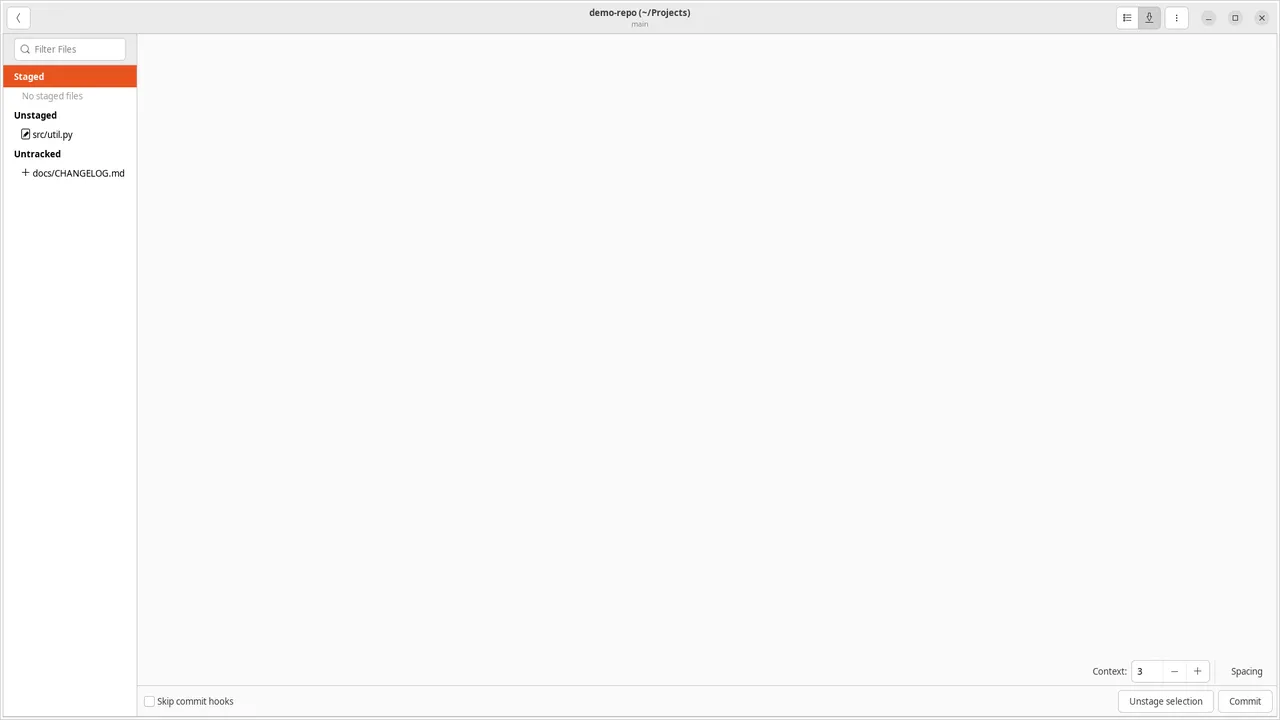 demo-repo (~/Projects)
main
Filter Files
Staged
No staged files
Unstaged
src/util.py
Untracked
docs/CHANGELOG.md
Context: 3
Spacing
Skip commit hooks
Unstage selection
Commit